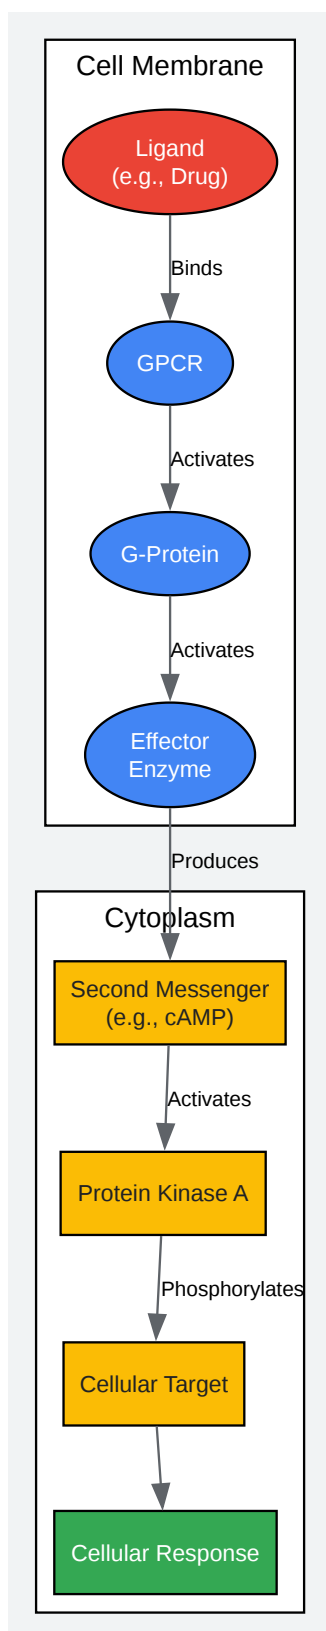 Cell Membrane
Ligand
(e.g., Drug)
Binds
GPCR
Activates
G-Protein
Activates
Effector
Enzyme
Produces
Cytoplasm
Second Messenger
(e.g., cAMP)
Activates
Protein Kinase A
Phosphorylates
Cellular Target
Cellular Response